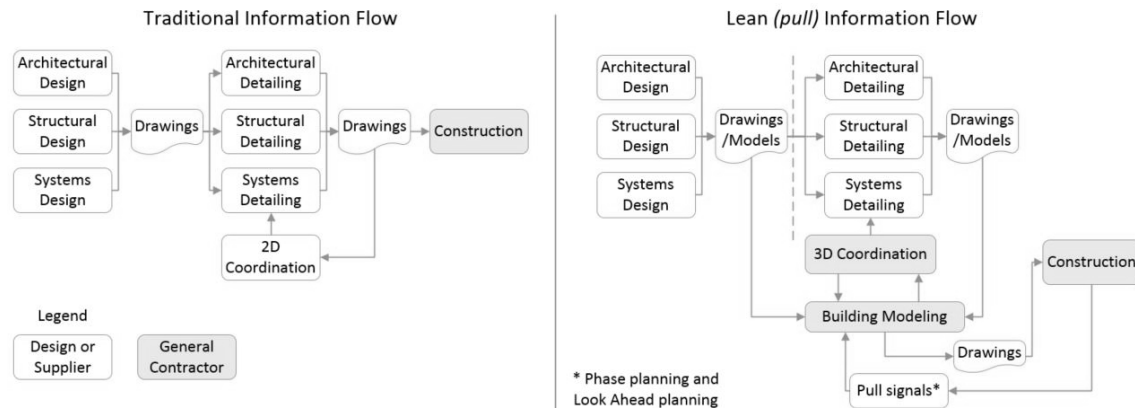 Traditional Information Flow
Architectural
Design
Structural
Design
Systems
Design
Drawings
Architectural
Detailing
Structural
Detailing
Systems
Detailing
2D
Coordination
Drawings
Construction
Legend
Design or
Supplier
General
Contractor
Lean (pull) Information Flow
Architectural
Design
Structural
Design
Systems
Design
Drawings
/Models
Architectural
Detailing
Structural
Detailing
Systems
Detailing
Drawings
/Models
3D Coordination
Building Modeling
Construction
Drawings
Pull signals*
* Phase planning and
Look Ahead planning